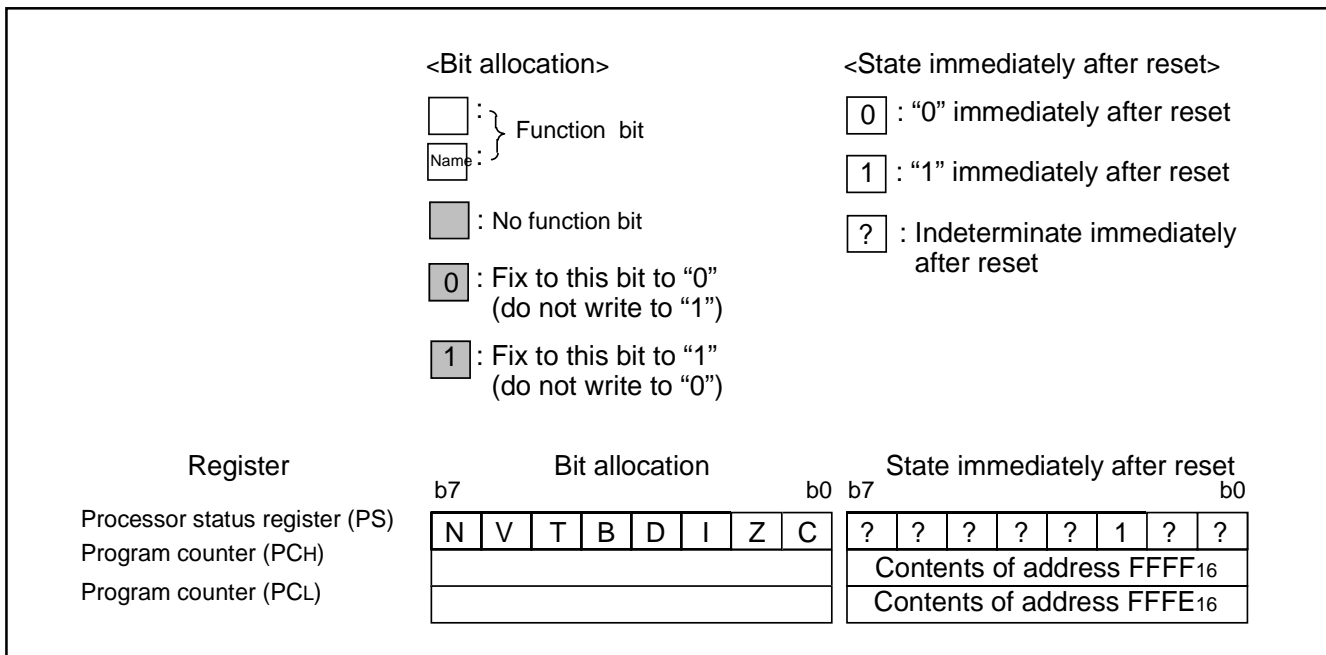 <Bit allocation>
:
Function bit
Name :
: No function bit
0 : Fix to this bit to “0”
(do not write to “1”)
1 : Fix to this bit to “1”
(do not write to “0”)
<State immediately after reset>
0 : “0” immediately after reset
1 : “1” immediately after reset
? : Indeterminate immediately
after reset
Register Bit allocation State immediately after reset
b7 b0 b7 b0
Processor status register (PS) N V T B D I Z C ? ? ? ? ? 1 ? ?
Program counter (PCH) Contents of address FFFF16
Program counter (PCL) Contents of address FFFE16